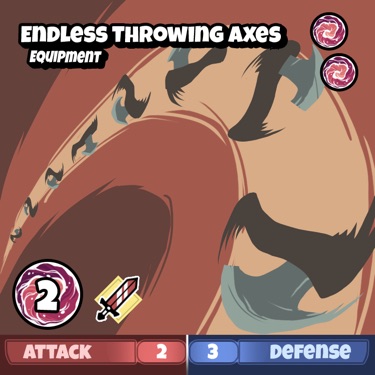 Endless Throwing Axes
Equipment
2
ATTACK 2 3 DEFENSE